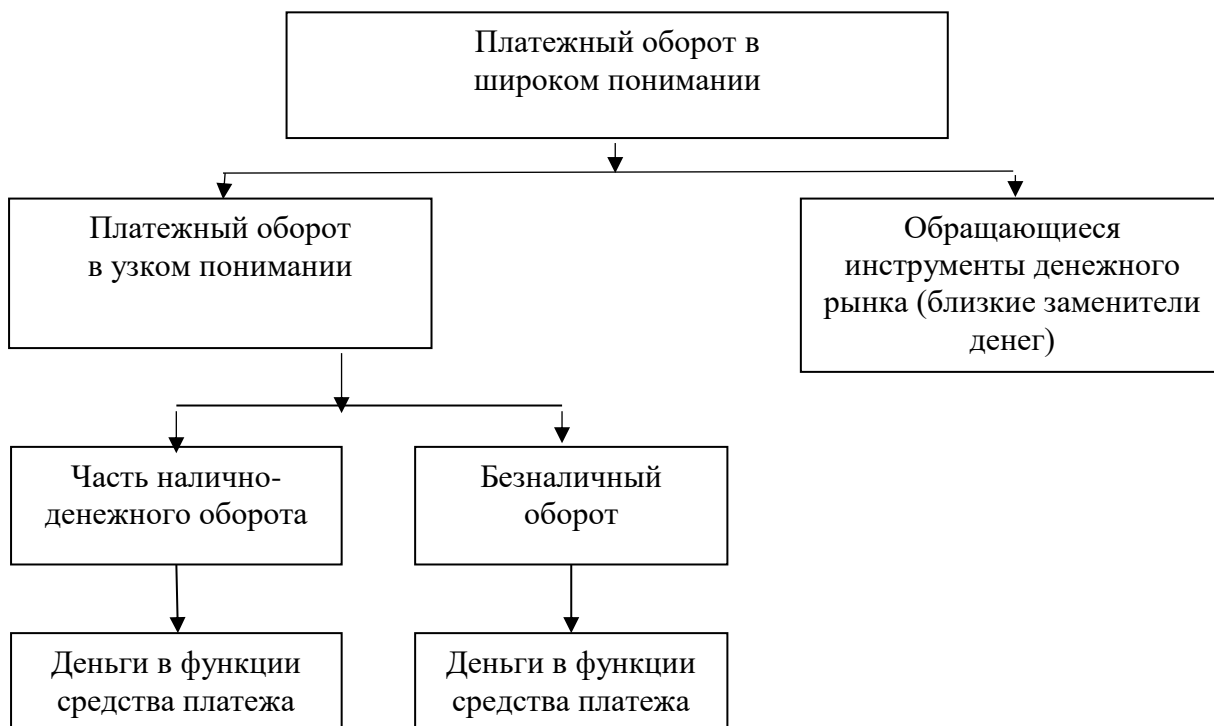 Платежный оборот в
широком понимании
Платежный оборот
в узком понимании
Обращающиеся
инструменты денежного
рынка (близкие заменители
денег)
Часть налично-
денежного оборота
Безналичный
оборот
Деньги в функции
средства платежа
Деньги в функции
средства платежа